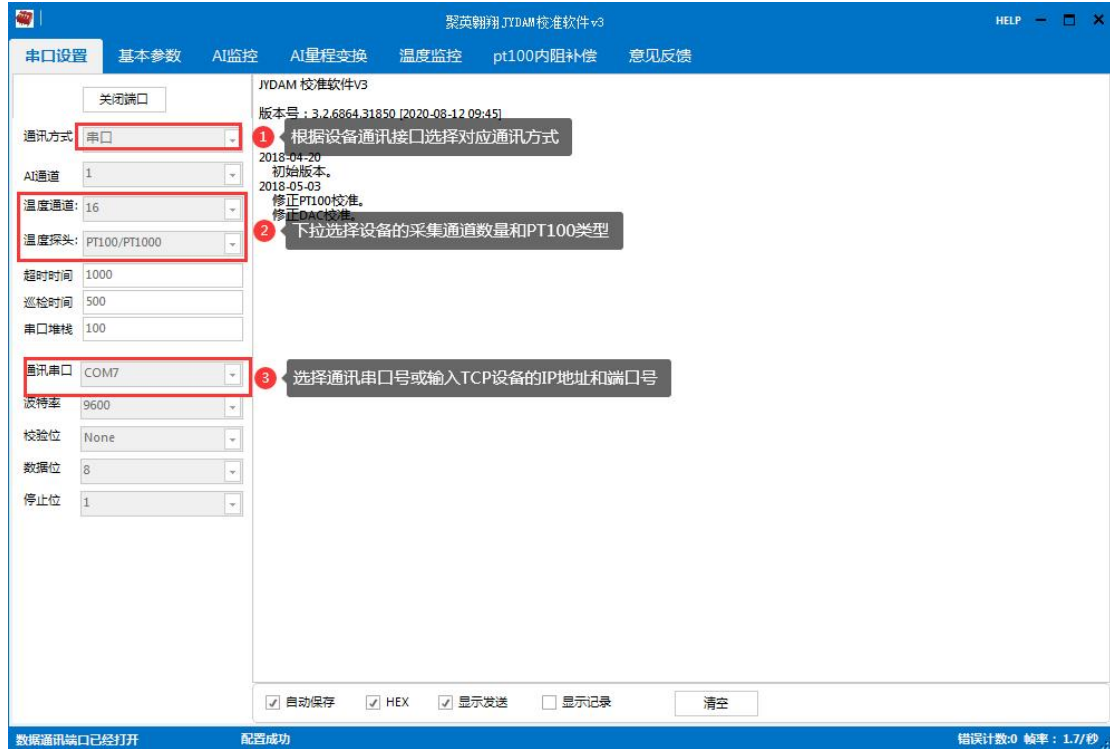 聚英翱翔JYDAM校准软件v3
HELP
串口设置 基本参数 AI监控 AI量程变换 温度监控 pt100内阻补偿 意见反馈
关闭端口
通讯方式 串口
AI通道 1
温度通道: 16
温度探头: PT100/PT1000
超时时间 1000
巡检时间 500
串口堆栈 100
通讯串口 COM7
波特率 9600
校验位 None
数据位 8
停止位 1
JYDAM 校准软件V3
版本号：3.2.6864.31850 [2020-08-12 09:45]
1 根据设备通讯接口选择对应通讯方式
2018-04-20
初始版本。
2018-05-03
修正PT100校准。
修正DAC校准。
2 下拉选择设备的采集通道数量和PT100类型
3 选择通讯串口号或输入TCP设备的IP地址和端口号
自动保存 HEX 显示发送 显示记录 清空
数据通讯端口已经打开 配置成功 错误计数:0 帧率：1.7/秒